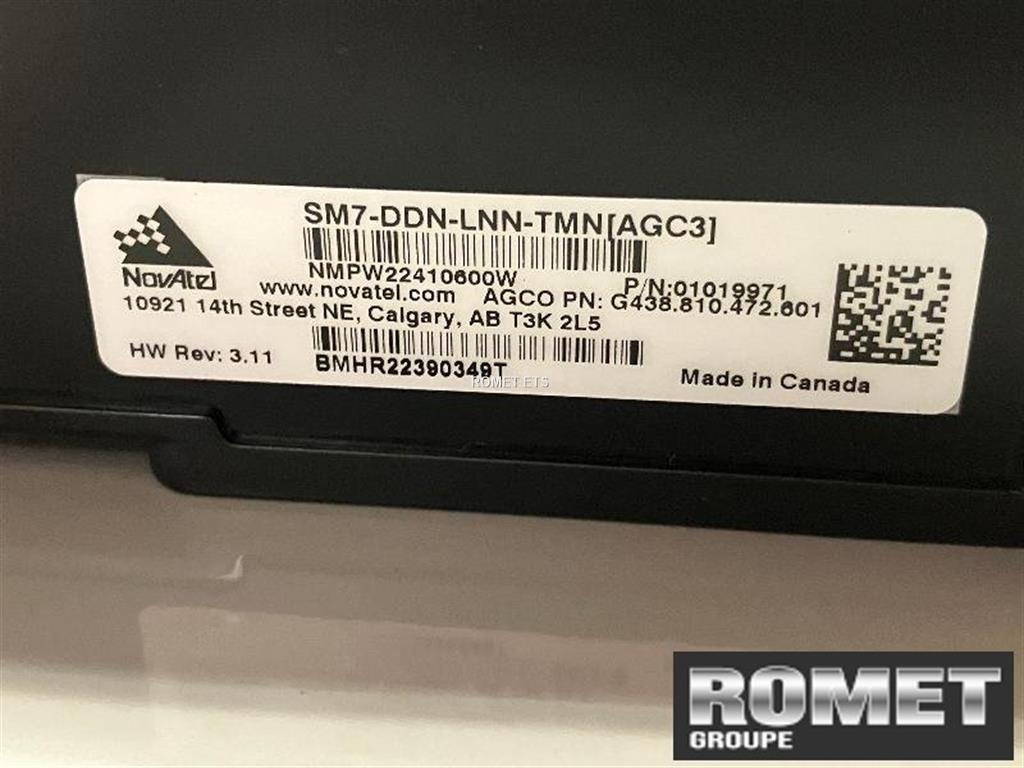 SM7-DDN-LNN-TMN[AGC3]
NovAtel
NMPW22410600W
P/N:01019971
www.novatel.com AGCO PN: G438.810.472.601
10921 14th Street NE, Calgary, AB T3K 2L5
HW Rev: 3.11
BMHR22390349T
Made in Canada
ROMET ETS
ROMET
GROUPE